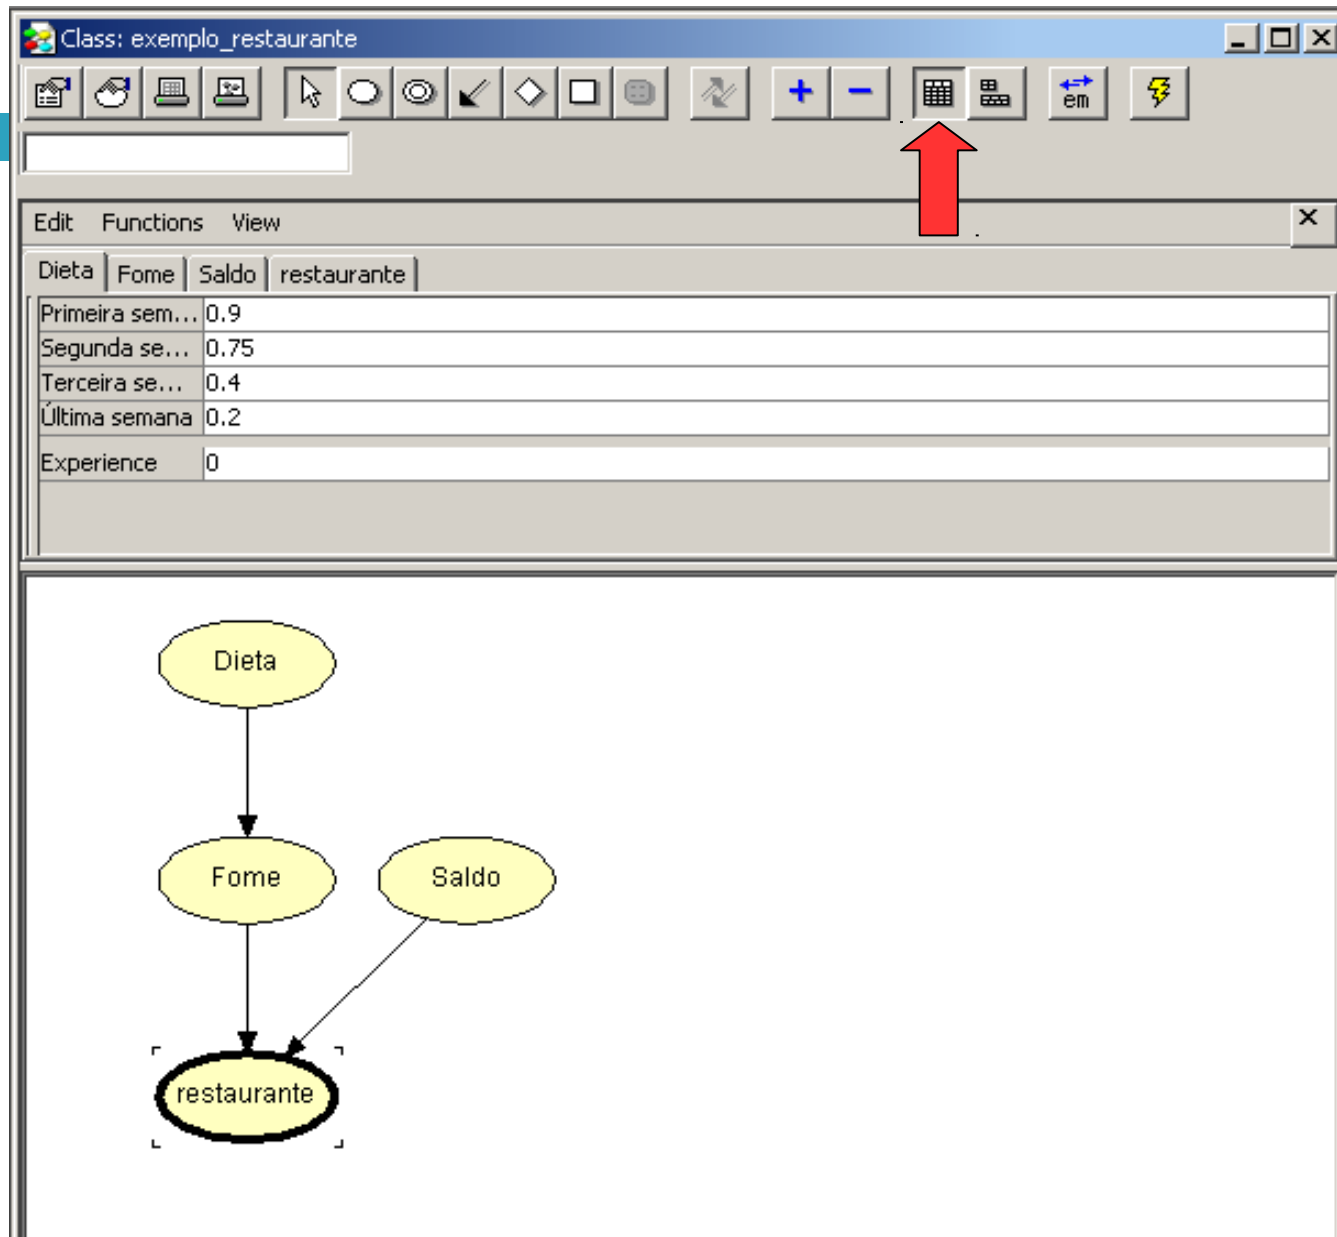 Class: exemplo_restaurante
em
Edit Functions View
Dieta Fome Saldo restaurante
Primeira sem... 0.9
Segunda se... 0.75
Terceira se... 0.4
Última semana 0.2
Experience 0
Dieta
Fome Saldo
restaurante